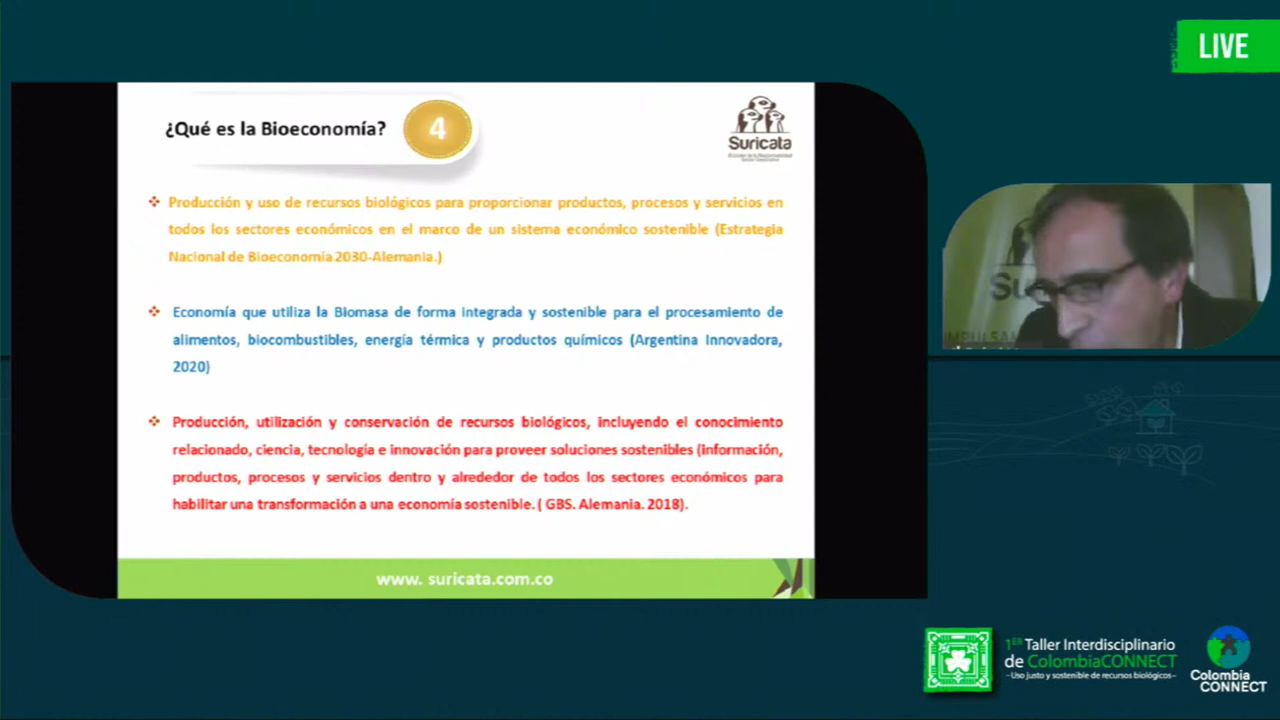 LIVE
¿Qué es la Bioeconomía?
4
Suricata
Producción y uso de recursos biológicos para proporcionar productos, procesos y servicios en
todos los sectores económicos en el marco de un sistema económico sostenible (Estrategia
Nacional de Bioeconomía 2030-Alemania.)
Economía que utiliza la Biomasa de forma integrada y sostenible para el procesamiento de
alimentos, biocombustibles, energía térmica y productos químicos (Argentina Innovadora,
2020)
Producción, utilización y conservación de recursos biológicos, incluyendo el conocimiento
relacionado, ciencia, tecnología e innovación para proveer soluciones sostenibles (información,
productos, procesos y servicios dentro y alrededor de todos los sectores económicos para
habilitar una transformación a una economía sostenible. ( GBS. Alemania. 2018).
www. suricata.com.co
1ER Taller Interdisciplinario
de ColombiaCONNECT
–Uso justo y sostenible de recursos biológicos–
Colombia
CONNECT